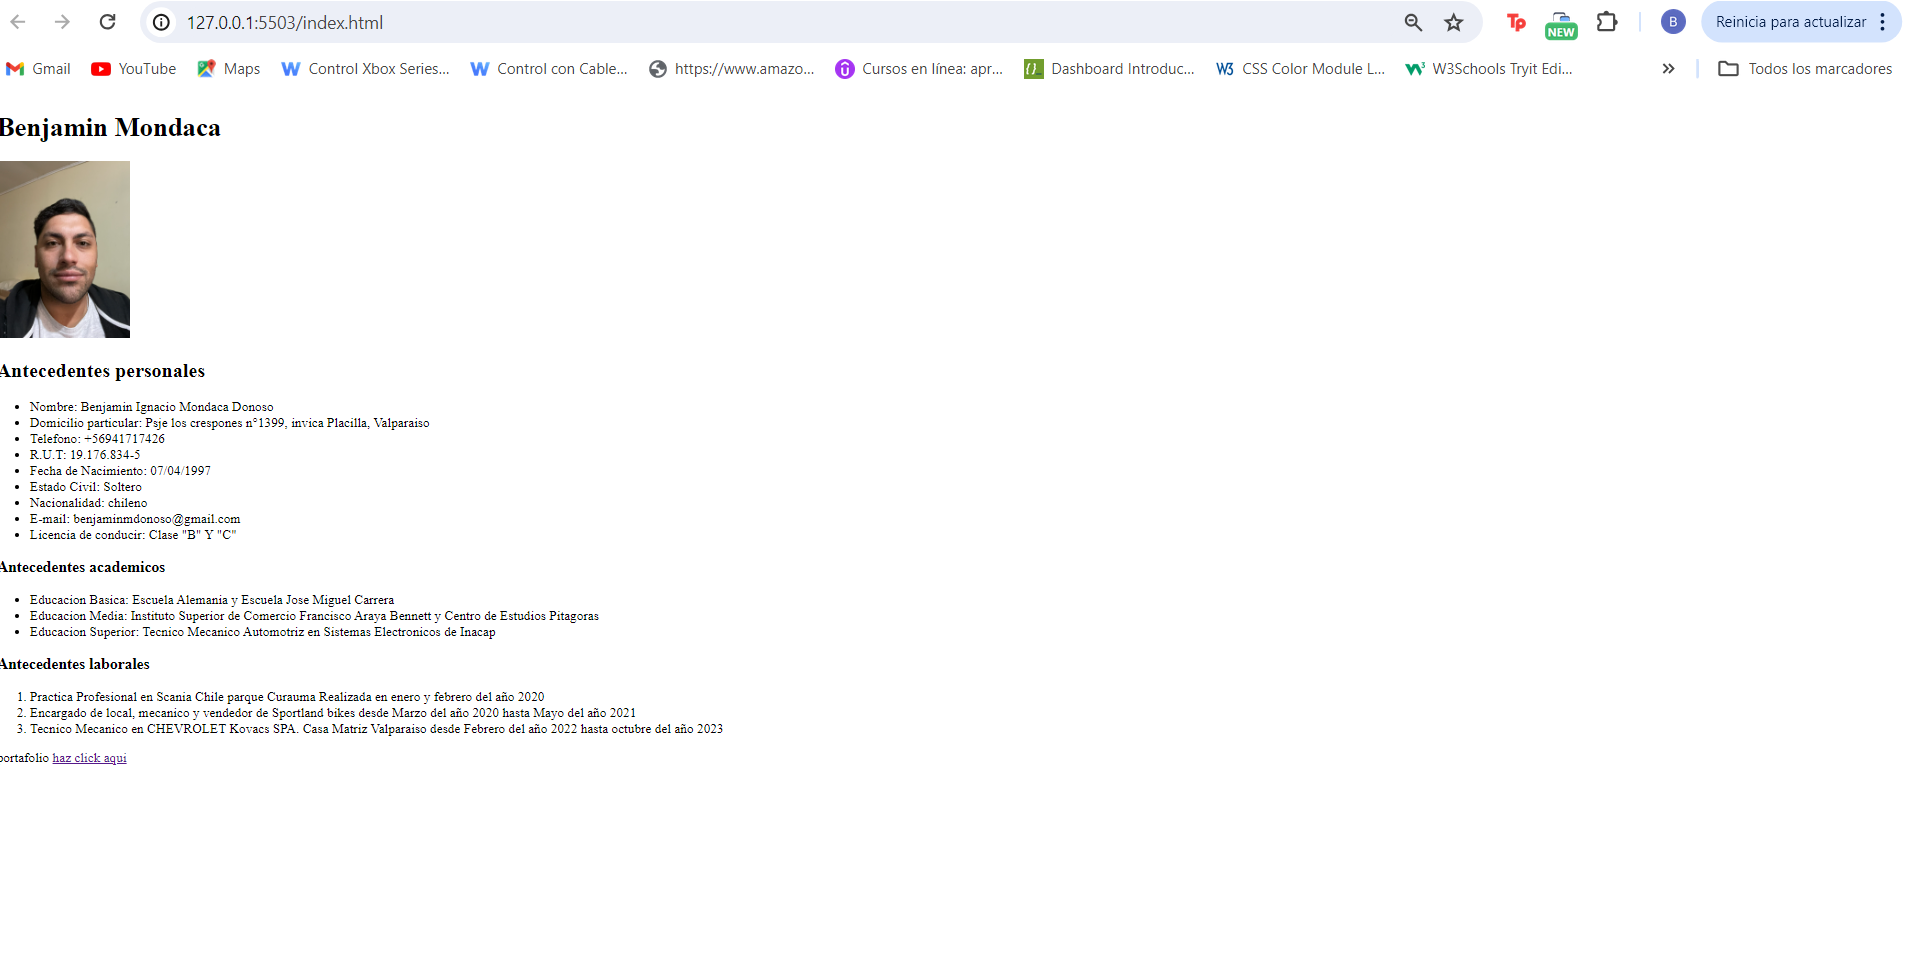 127.0.0.1:5503/index.html
Tp
NEW
B
Reinicia para actualizar
Gmail
YouTube
Maps
W Control Xbox Series...
W Control con Cable...
https://www.amazo...
Cursos en línea: apr...
Dashboard Introduc...
W3 CSS Color Module L...
W3Schools Tryit Edi...
»
Todos los marcadores
Benjamin Mondaca
Antecedentes personales
• Nombre: Benjamin Ignacio Mondaca Donoso
• Domicilio particular: Psje los crespones n°1399, invica Placilla, Valparaiso
• Telefono: +56941717426
• R.U.T: 19.176.834-5
• Fecha de Nacimiento: 07/04/1997
• Estado Civil: Soltero
• Nacionalidad: chileno
• E-mail: benjaminmdonoso@gmail.com
• Licencia de conducir: Clase "B" Y "C"
Antecedentes academicos
• Educacion Basica: Escuela Alemania y Escuela Jose Miguel Carrera
• Educacion Media: Instituto Superior de Comercio Francisco Araya Bennett y Centro de Estudios Pitagoras
• Educacion Superior: Tecnico Mecanico Automotriz en Sistemas Electronicos de Inacap
Antecedentes laborales
1. Practica Profesional en Scania Chile parque Curauma Realizada en enero y febrero del año 2020
2. Encargado de local, mecanico y vendedor de Sportland bikes desde Marzo del año 2020 hasta Mayo del año 2021
3. Tecnico Mecanico en CHEVROLET Kovacs SPA. Casa Matriz Valparaiso desde Febrero del año 2022 hasta octubre del año 2023
portafolio haz click aqui